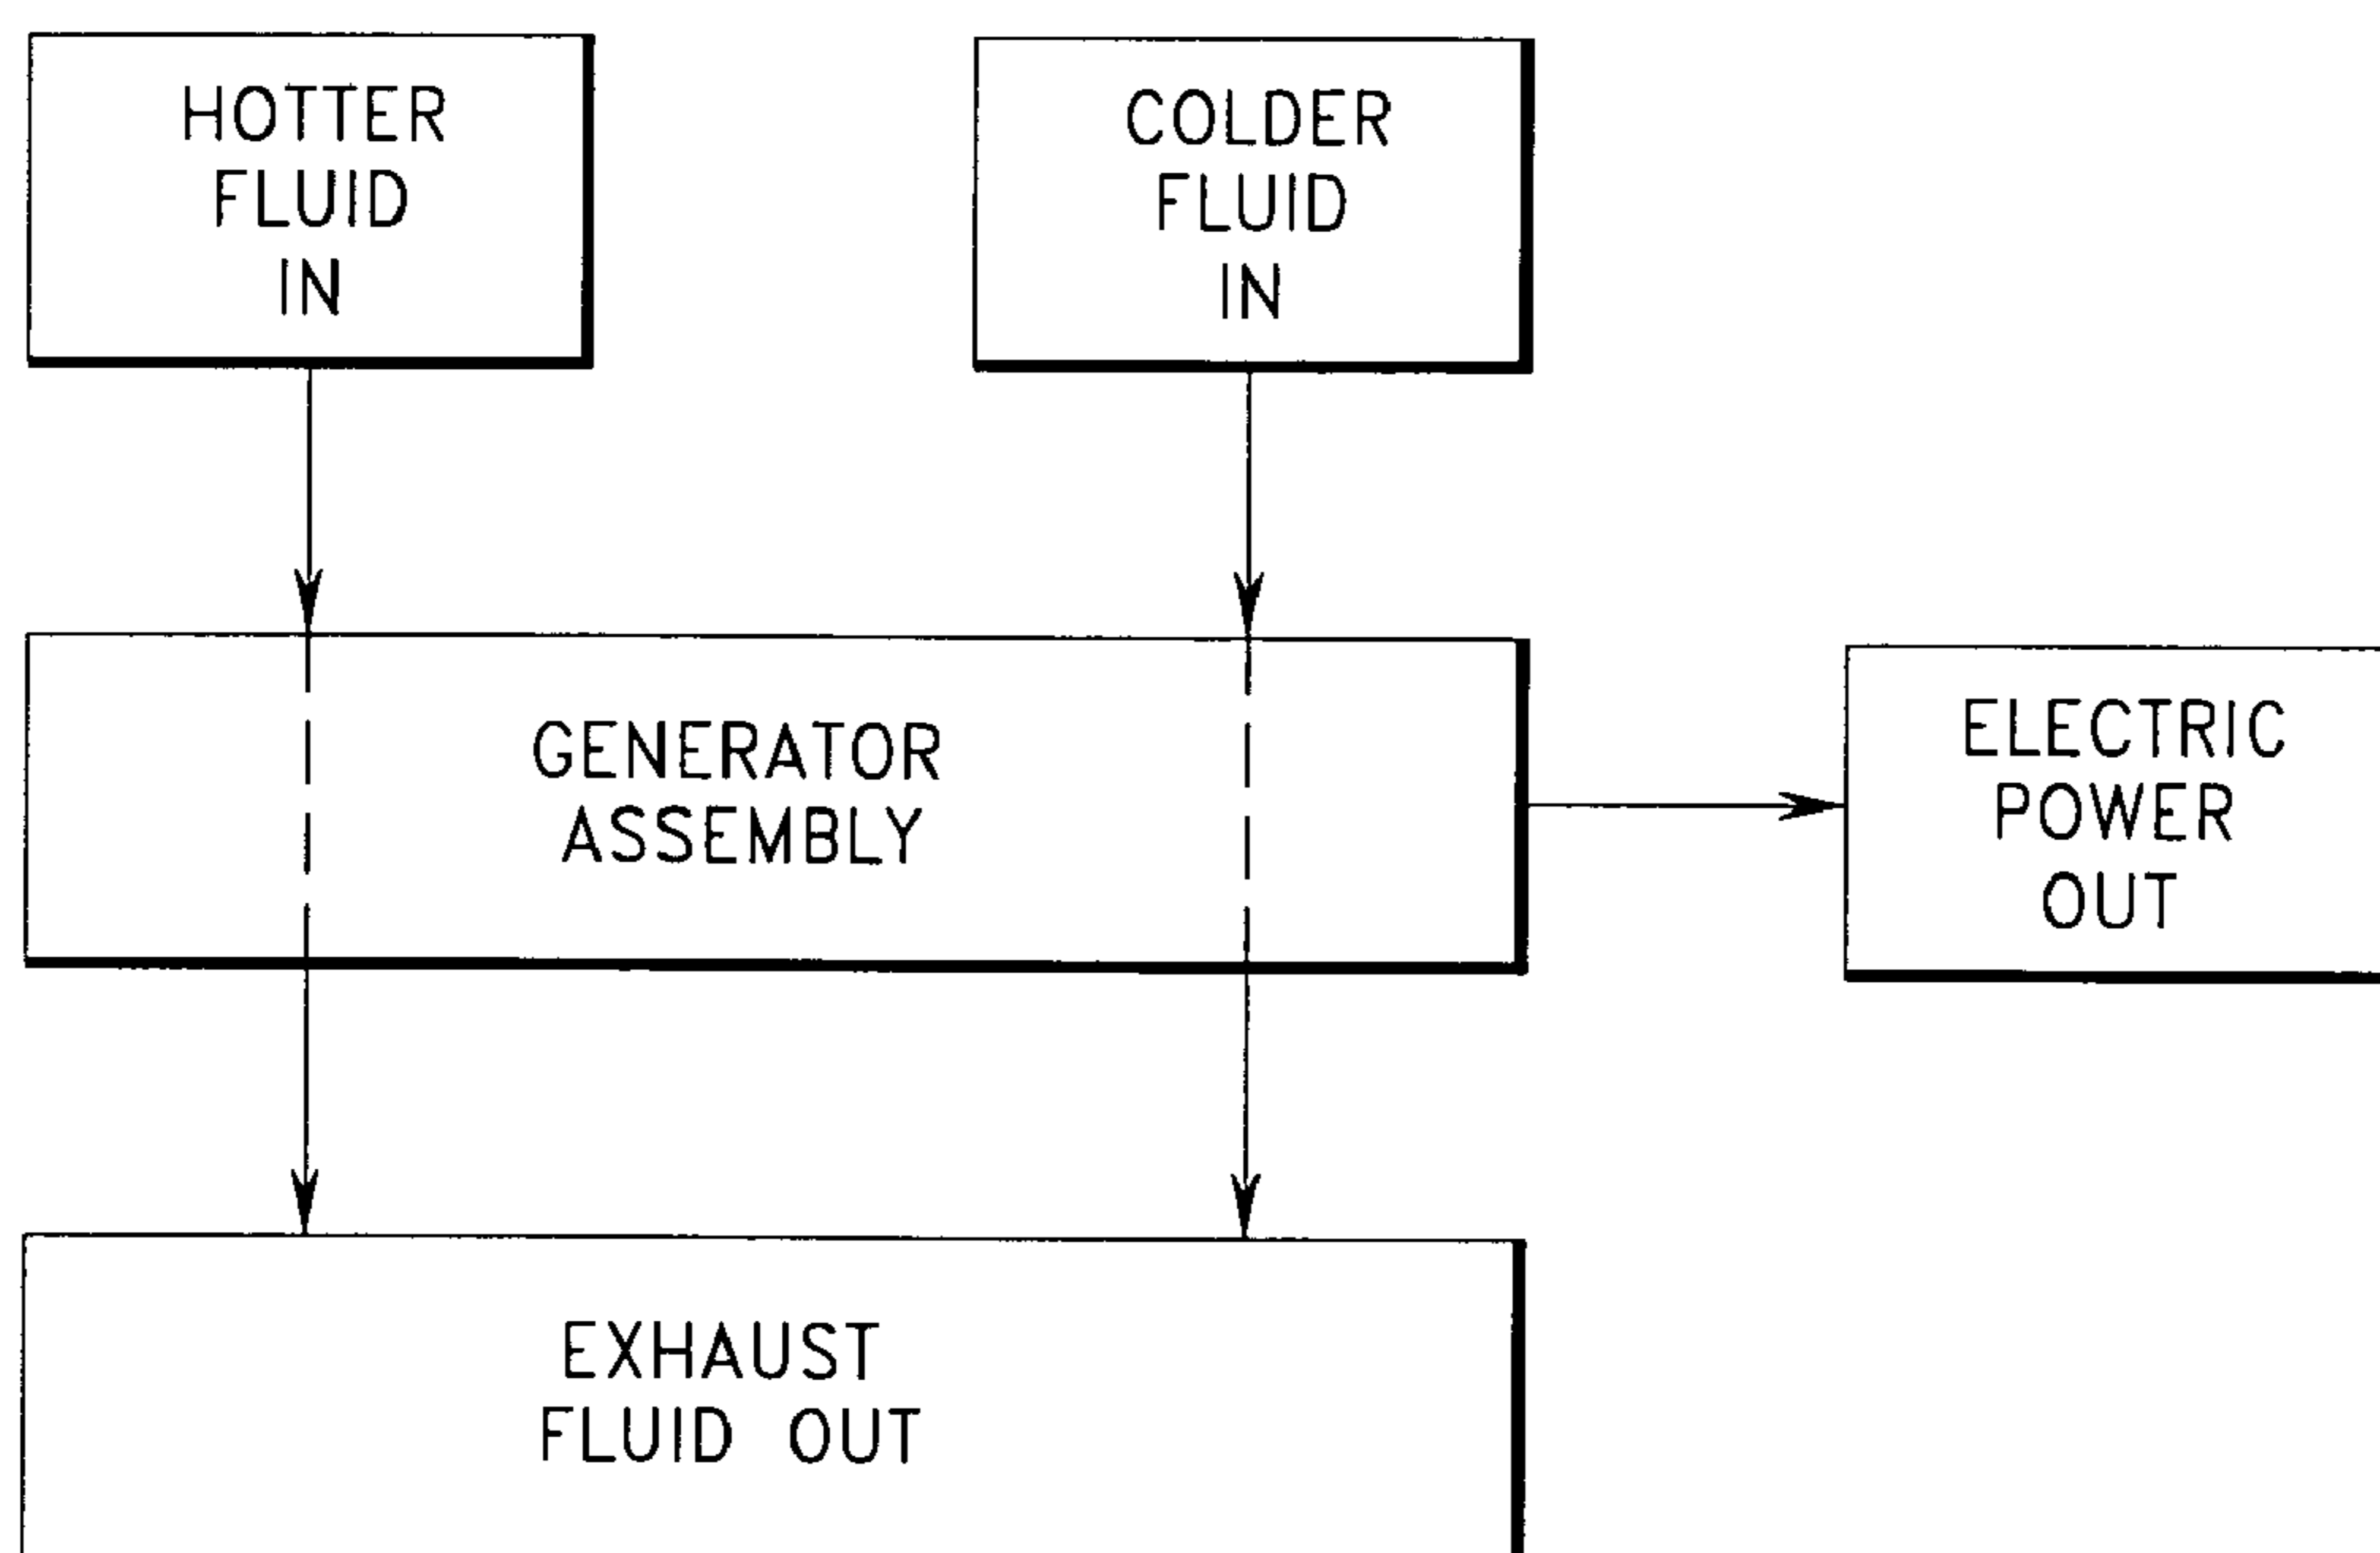 HOTTER
FLUID
IN
COLDER
FLUID
IN
GENERATOR
ASSEMBLY
ELECTRIC
POWER
OUT
EXHAUST
FLUID OUT